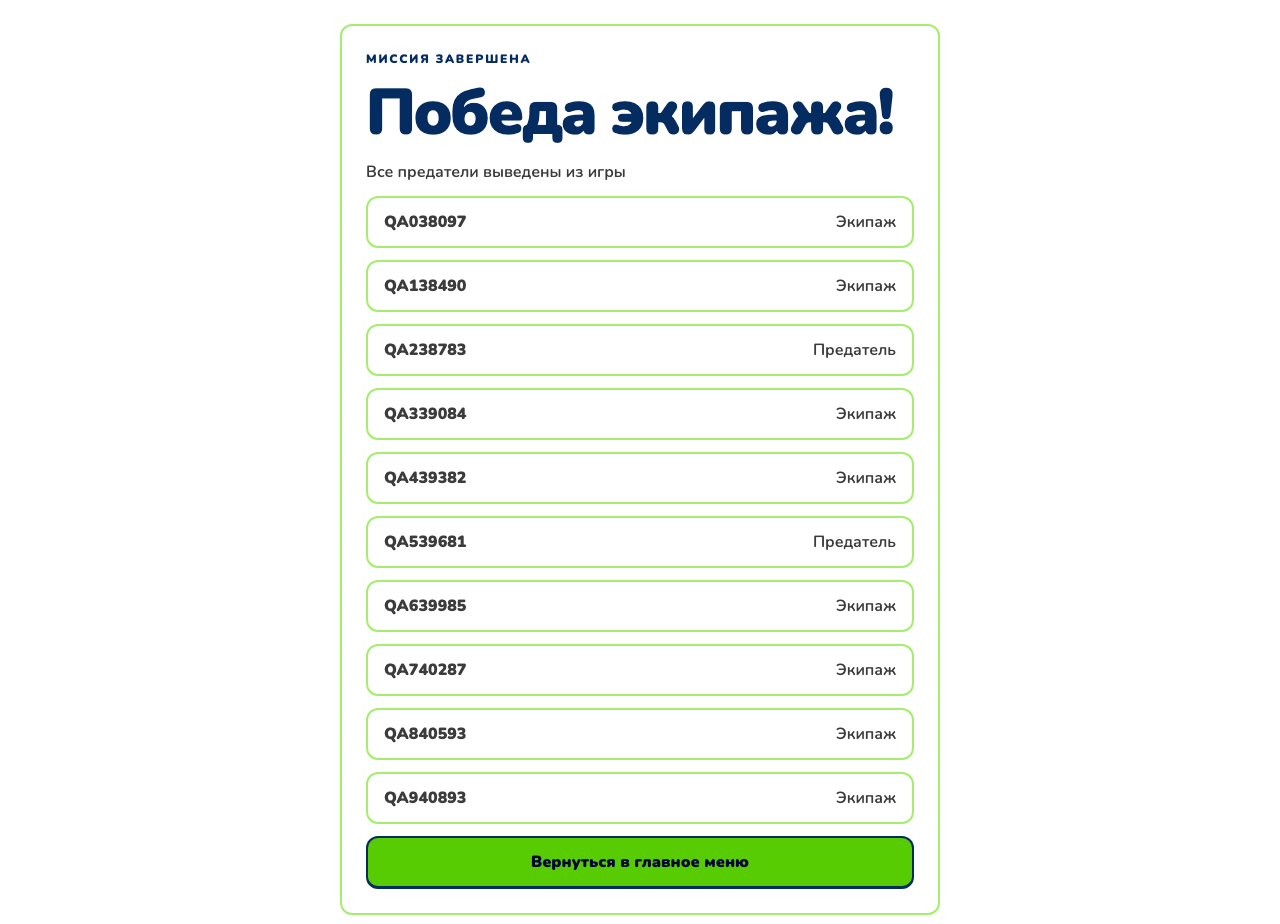 МИССИЯ ЗАВЕРШЕНА
Победа экипажа!
Все предатели выведены из игры
QA038097 Экипаж
QA138490 Экипаж
QA238783 Предатель
QA339084 Экипаж
QA439382 Экипаж
QA539681 Предатель
QA639985 Экипаж
QA740287 Экипаж
QA840593 Экипаж
QA940893 Экипаж
Вернуться в главное меню